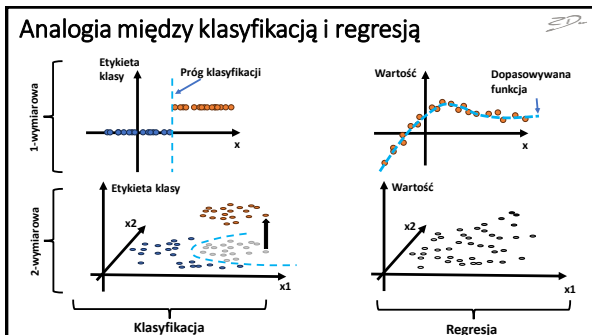 Analogia między klasyfikacją i regresją
Etykieta
klasy
Próg klasyfikacji
x
1-wymiarowa
Wartość
Dopasowywana
funkcja
x
2-wymiarowa
Etykieta klasy
x2
x1
Wartość
x2
x1
Klasyfikacja
Regresja